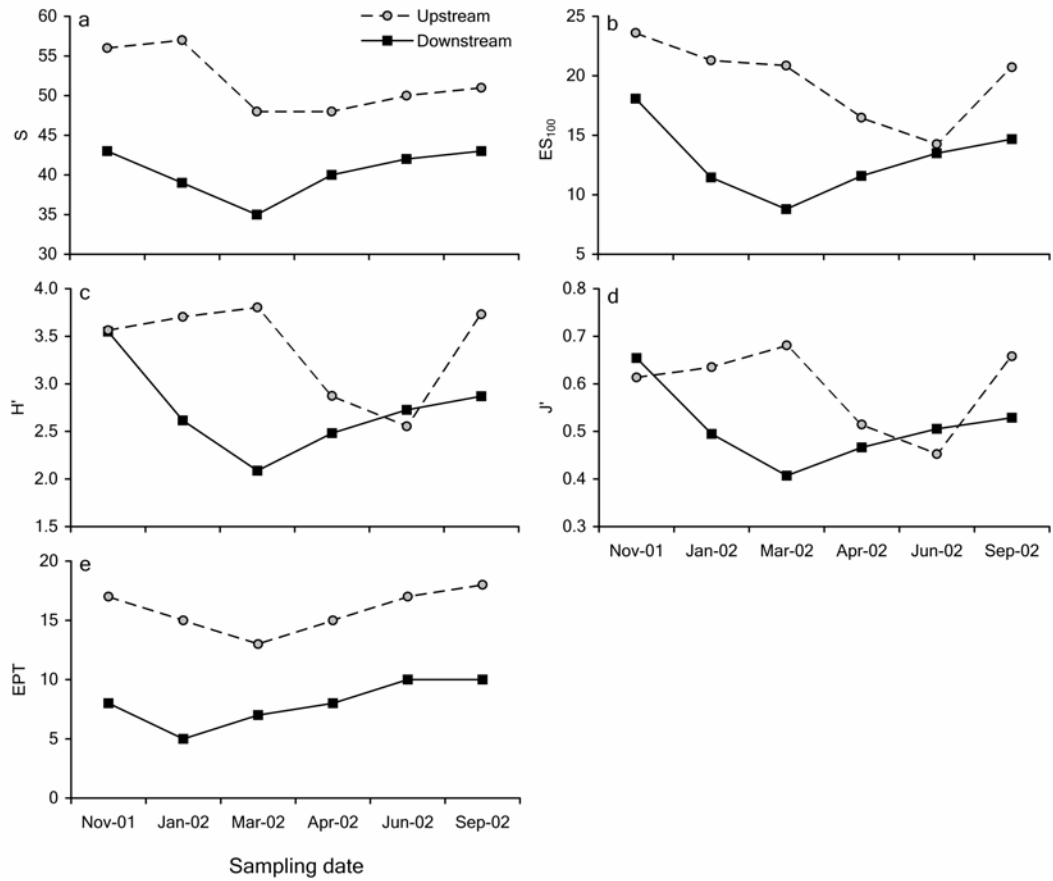 a
Upstream
Downstream
60
55
50
45
40
35
30
S
b
25
20
15
10
5
ES100
c
4.0
3.5
3.0
2.5
2.0
1.5
H'
d
0.8
0.7
0.6
0.5
0.4
0.3
J'
Nov-01 Jan-02 Mar-02 Apr-02 Jun-02 Sep-02
e
20
15
10
5
0
EPT
Nov-01 Jan-02 Mar-02 Apr-02 Jun-02 Sep-02
Sampling date